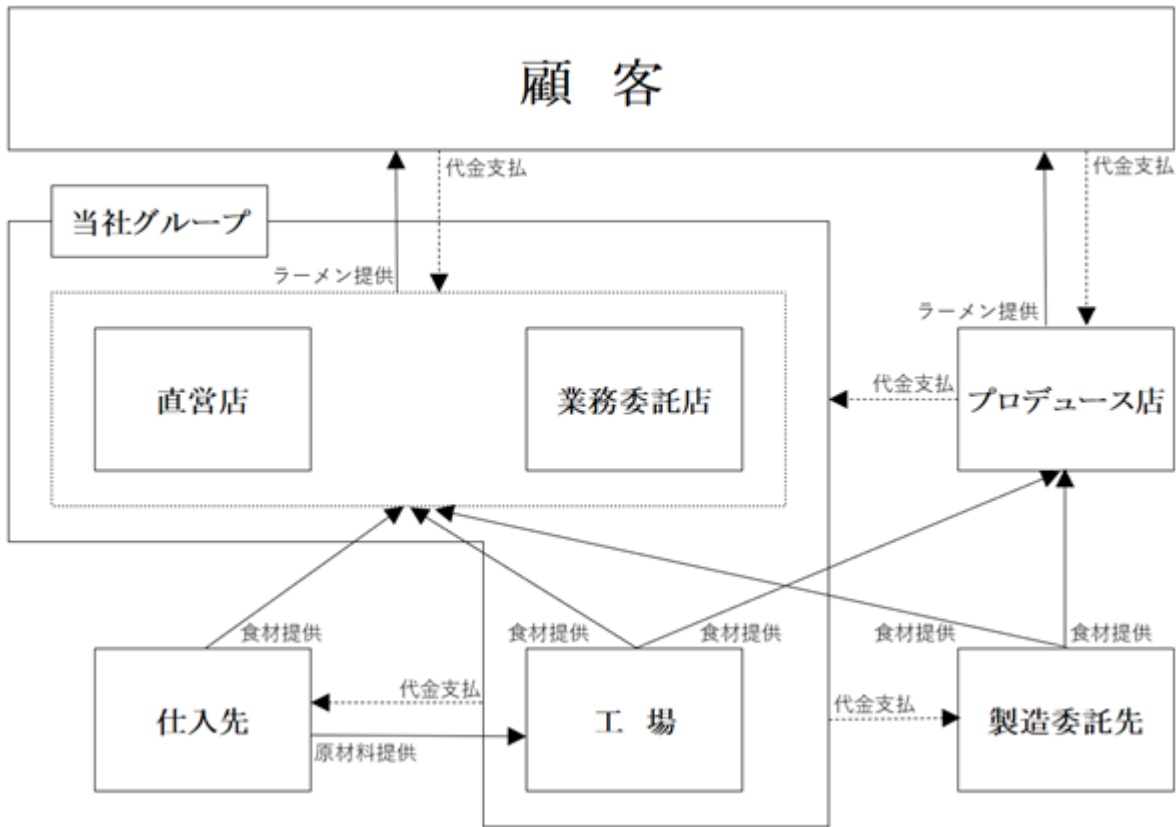 顧 客
代金支払
代金支払
当社グループ
ラーメン提供
ラーメン提供
直営店
業務委託店
代金支払
プロデュース店
食材提供
食材提供
食材提供
食材提供
食材提供
仕入先
代金支払
原材料提供
工 場
代金支払
製造委託先